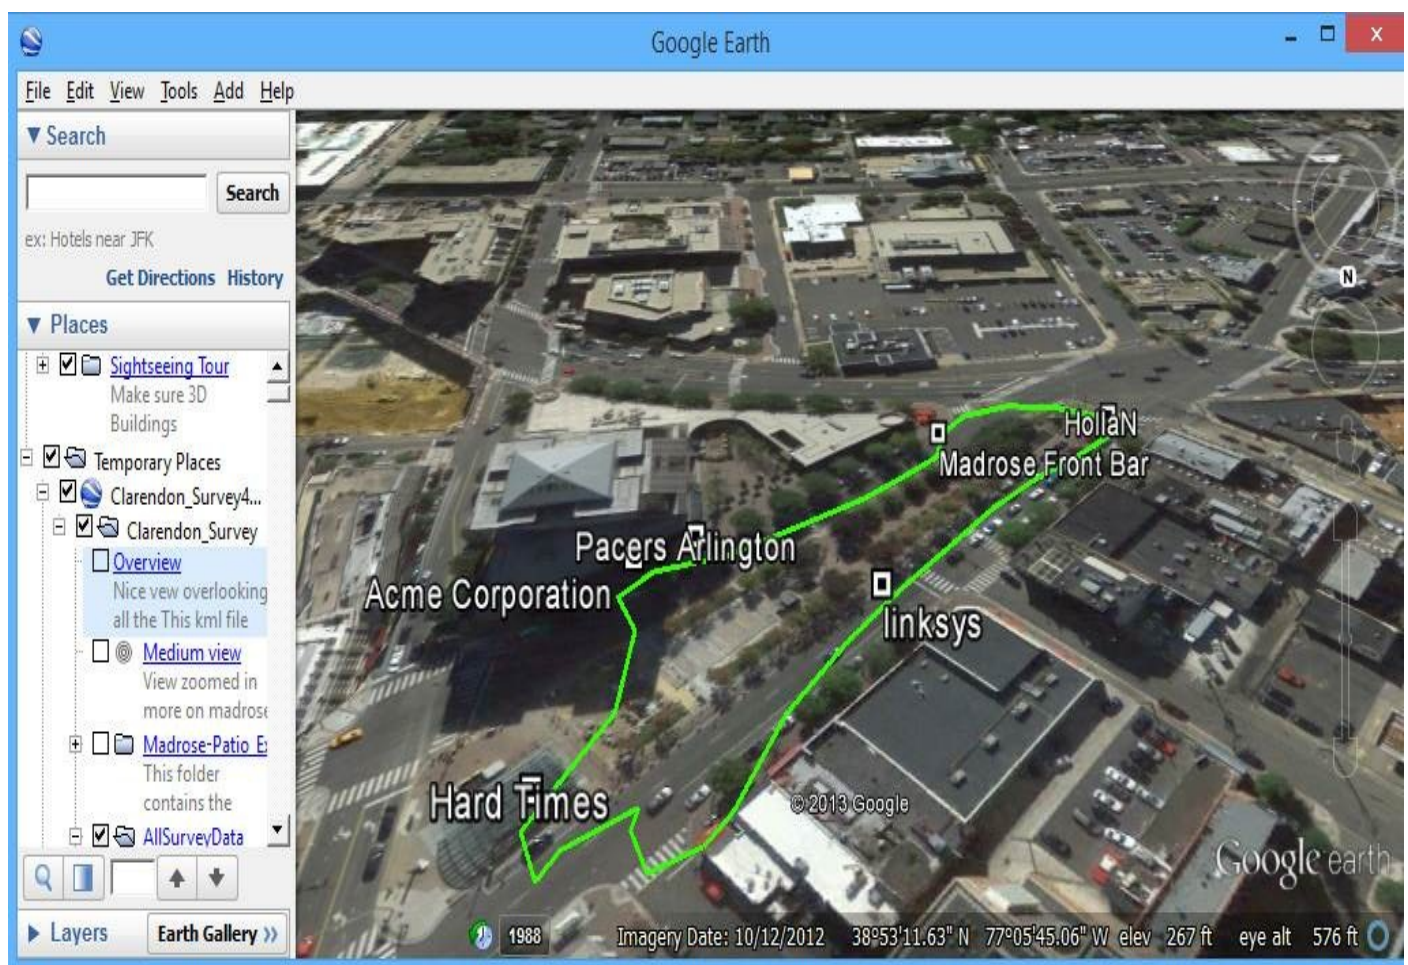 Google Earth
File Edit View Tools Add Help
Search
Search
ex: Hotels near JFK
Get Directions History
Places
Sightseeing Tour
Make sure 3D
Buildings
Temporary Places
Clarendon_Survey4...
Clarendon_Survey
Overview
Nice vew overlooking
all the This kml file
Medium view
View zoomed in
more on madrose
Madrose-Patio_E
This folder
contains the
AllSurveyData
Layers
Earth Gallery >>
N
HollaN
Madrose Front Bar
Pacers Arlington
Acme Corporation
linksys
Hard Times
© 2013 Google
Google earth
1988
Imagery Date: 10/12/2012 38°53'11.63" N 77°05'45.06" W elev 267 ft eye alt 576 ft